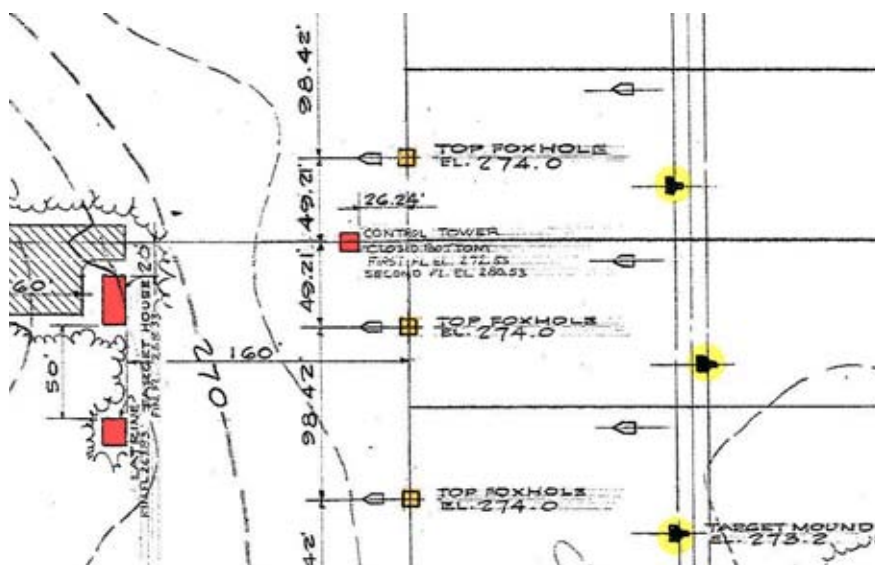 98.42'
TOP FOXHOLE
EL. 274.0
49.21'
26.24'
CONTROL TOWER
CLOSED BOTTOM
FIRST FL. EL. 272.53
SECOND FL. EL. 280.53
20'
60'
TARGET HOUSE
49.21'
TOP FOXHOLE
EL. 274.0
160'
50'
270
98.42'
LATRINE
TOP FOXHOLE
EL. 274.0
TARGET MOUND
EL. 273.2
42'